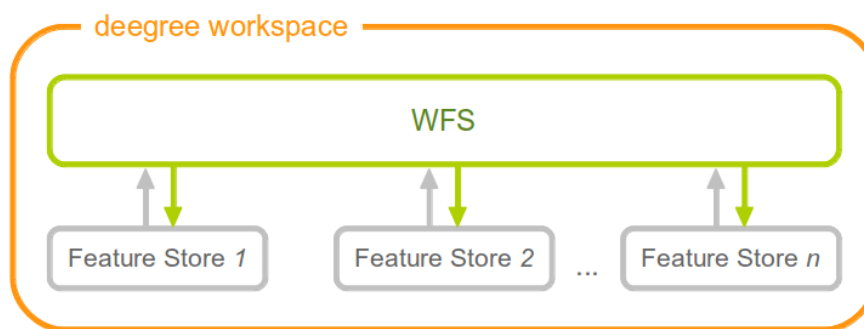 deegree workspace
WFS
Feature Store 1
Feature Store 2
...
Feature Store n